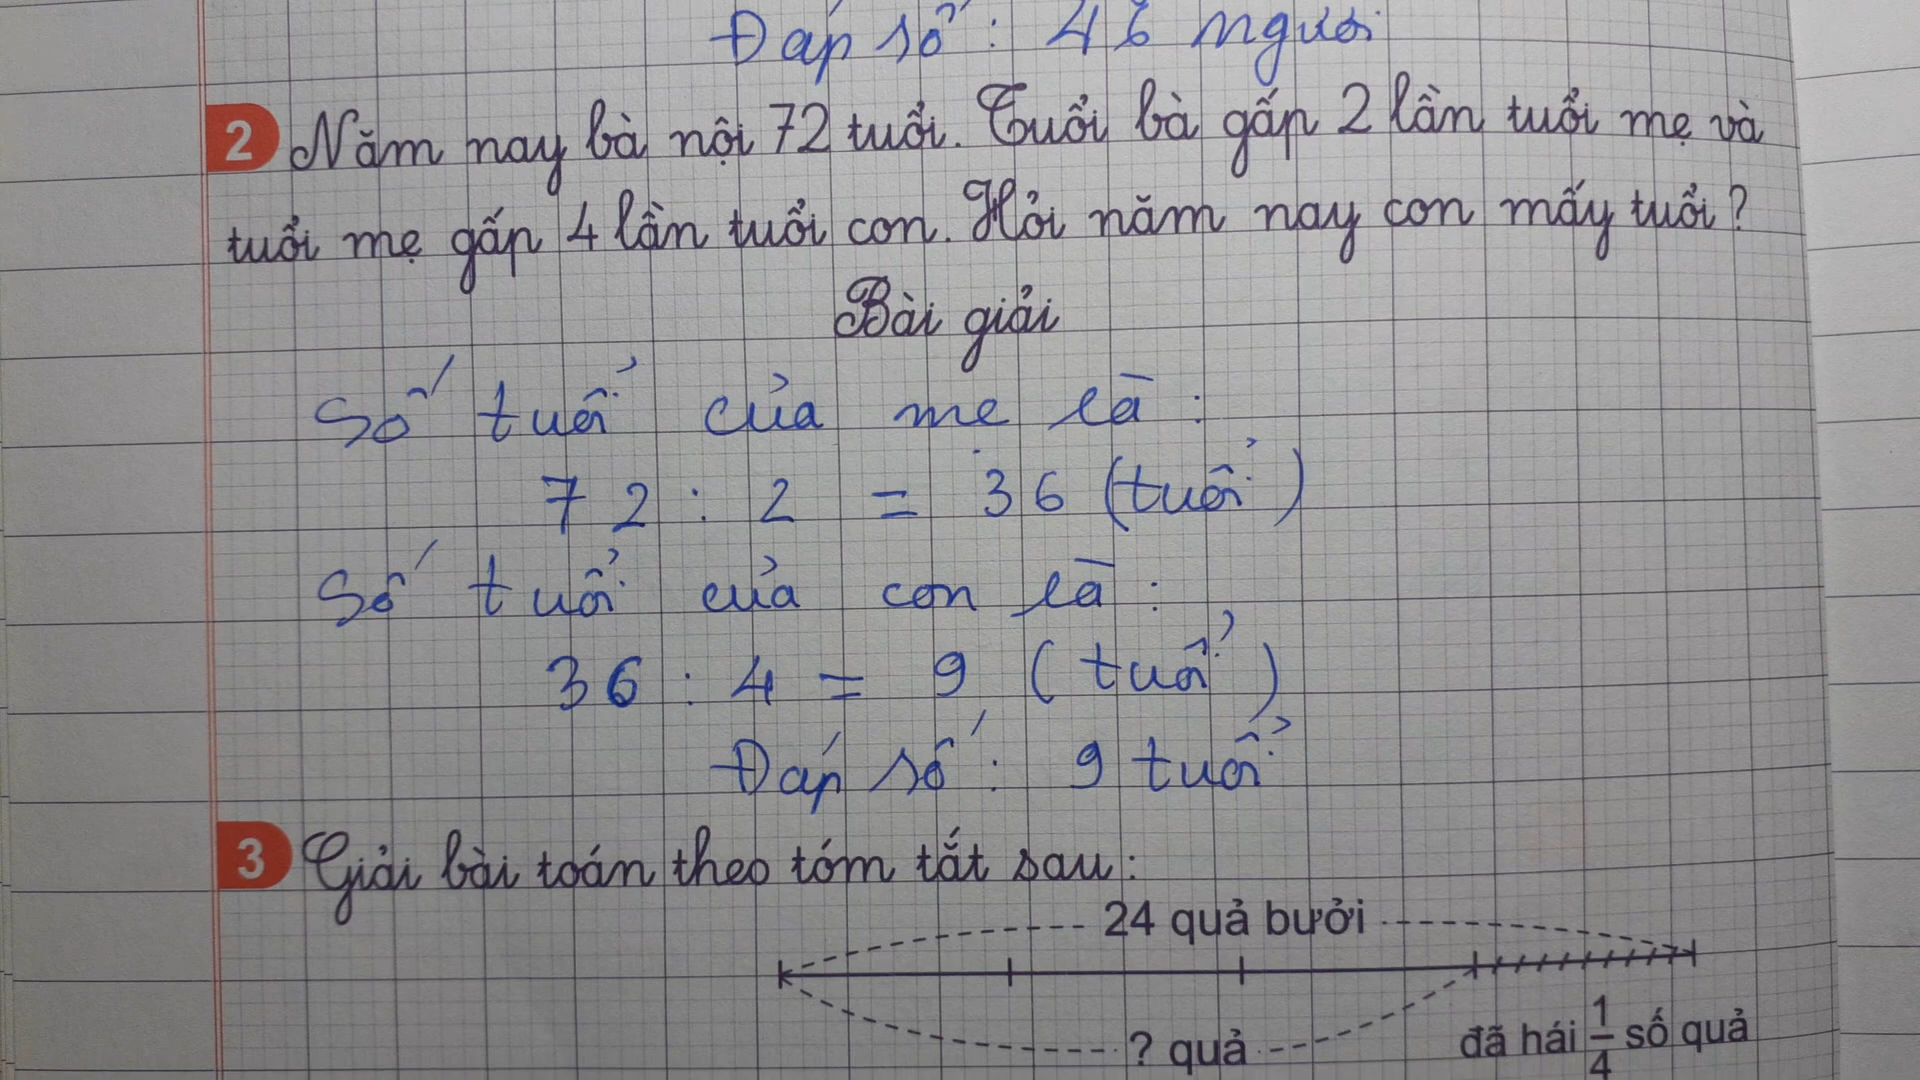 Đáp số: 46 người
2 Năm nay bà nội 72 tuổi. Tuổi bà gấp 2 lần tuổi mẹ và
tuổi mẹ gấp 4 lần tuổi con. Hỏi năm nay con mấy tuổi?
Bài giải
Số tuổi của mẹ là:
72 : 2 = 36 (tuổi)
Số tuổi của con là:
36 : 4 = 9 (tuổi)
Đáp số: 9 tuổi
3 Giải bài toán theo tóm tắt sau:
24 quả bưởi
? quả
đã hái 1/4 số quả